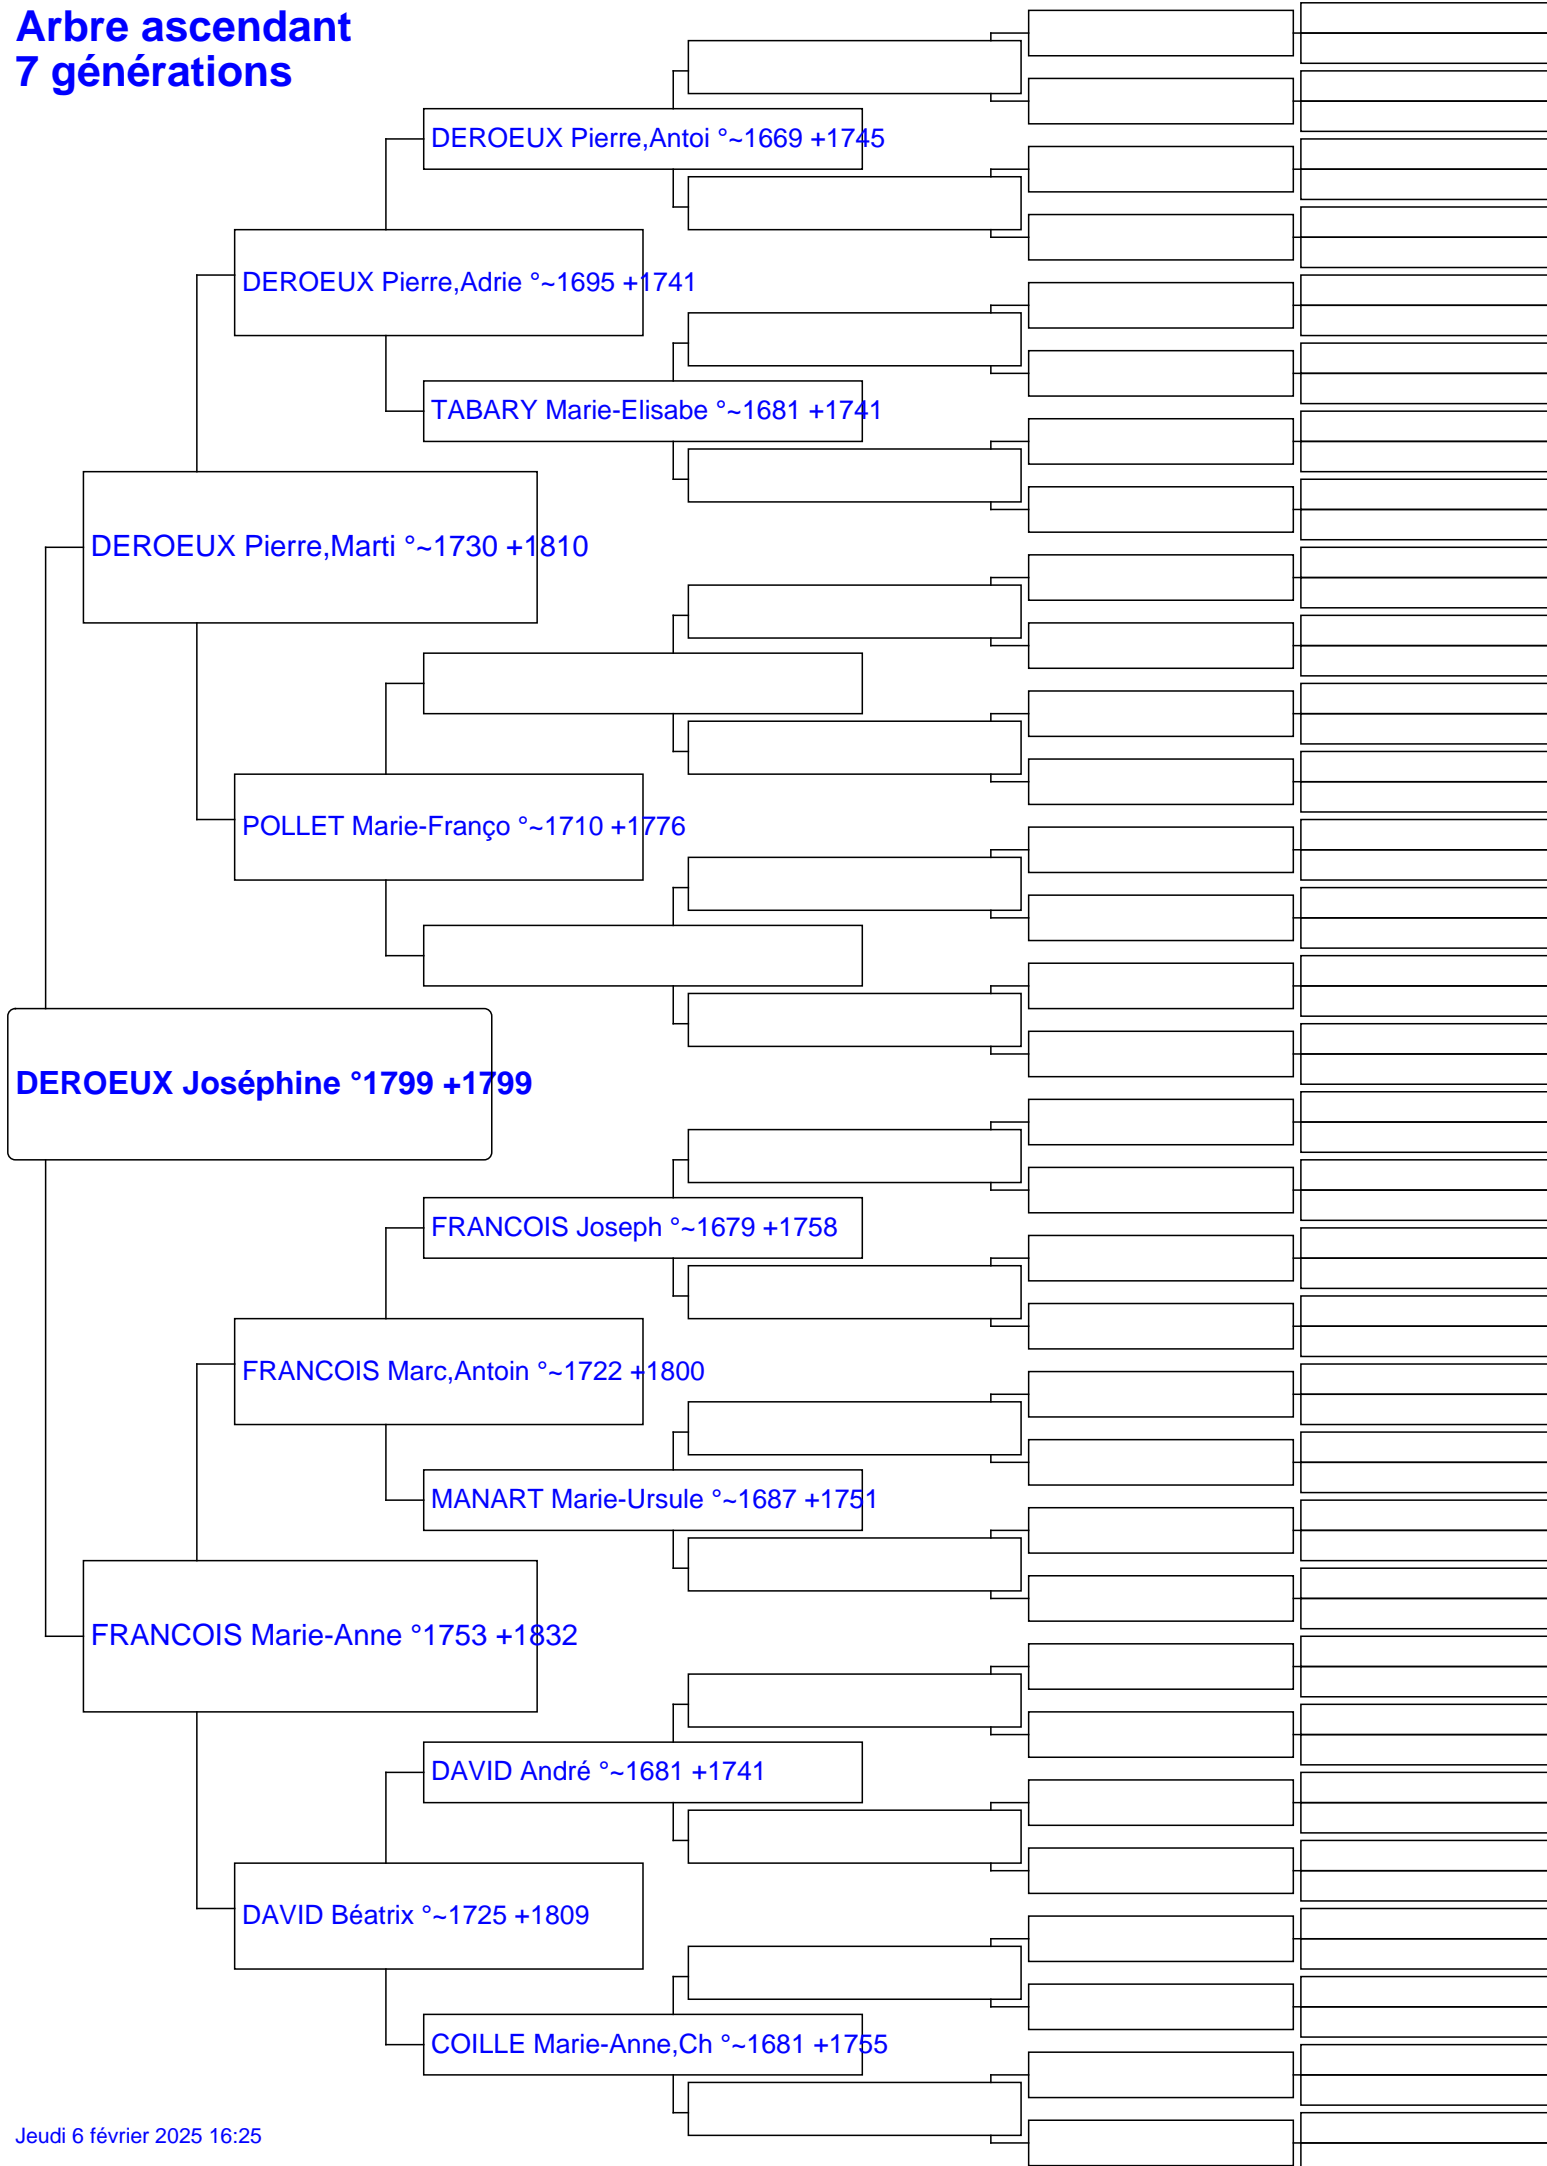 Arbre ascendant
7 générations
DEROEUX Pierre,Antoi °~1669 +1745
DEROEUX Pierre,Adrie °~1695 +1741
TABARY Marie-Elisabe °~1681 +1741
DEROEUX Pierre,Marti °~1730 +1810
POLLET Marie-Franço °~1710 +1776
DEROEUX Joséphine °1799 +1799
FRANCOIS Joseph °~1679 +1758
FRANCOIS Marc,Antoin °~1722 +1800
MANART Marie-Ursule °~1687 +1751
FRANCOIS Marie-Anne °1753 +1832
DAVID André °~1681 +1741
DAVID Béatrix °~1725 +1809
COILLE Marie-Anne,Ch °~1681 +1755
Jeudi 6 février 2025 16:25